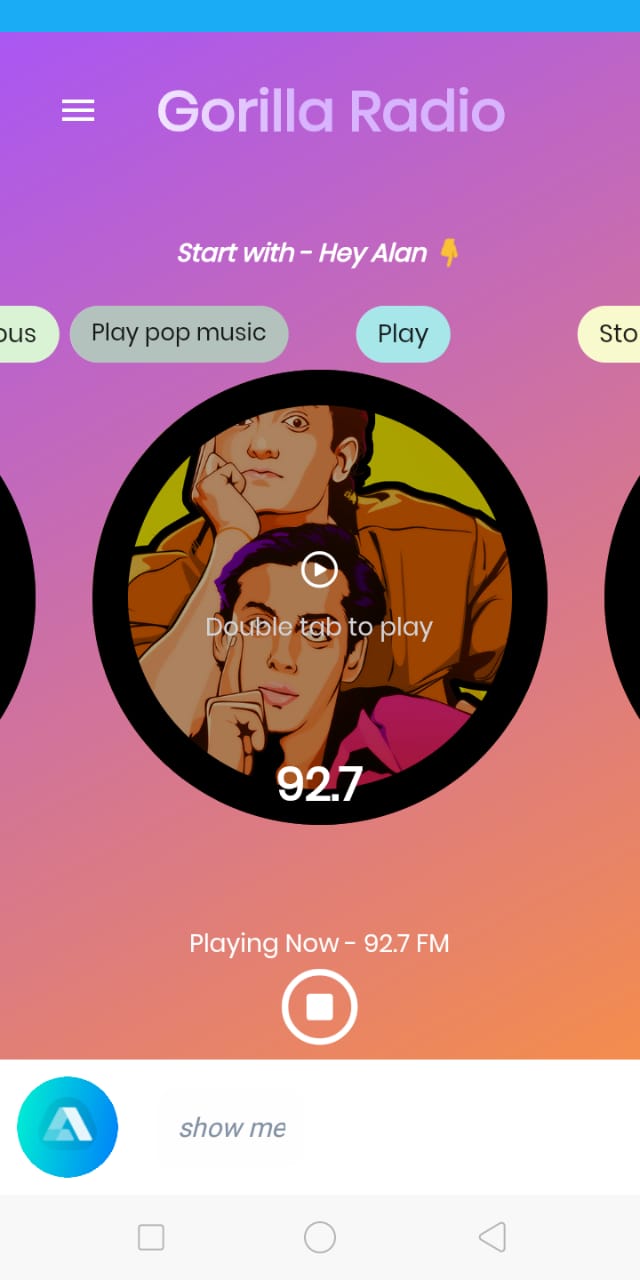 Gorilla Radio
Start with - Hey Alan 👇
ous
Play pop music
Play
Sto
Double tab to play
92.7
Playing Now - 92.7 FM
show me